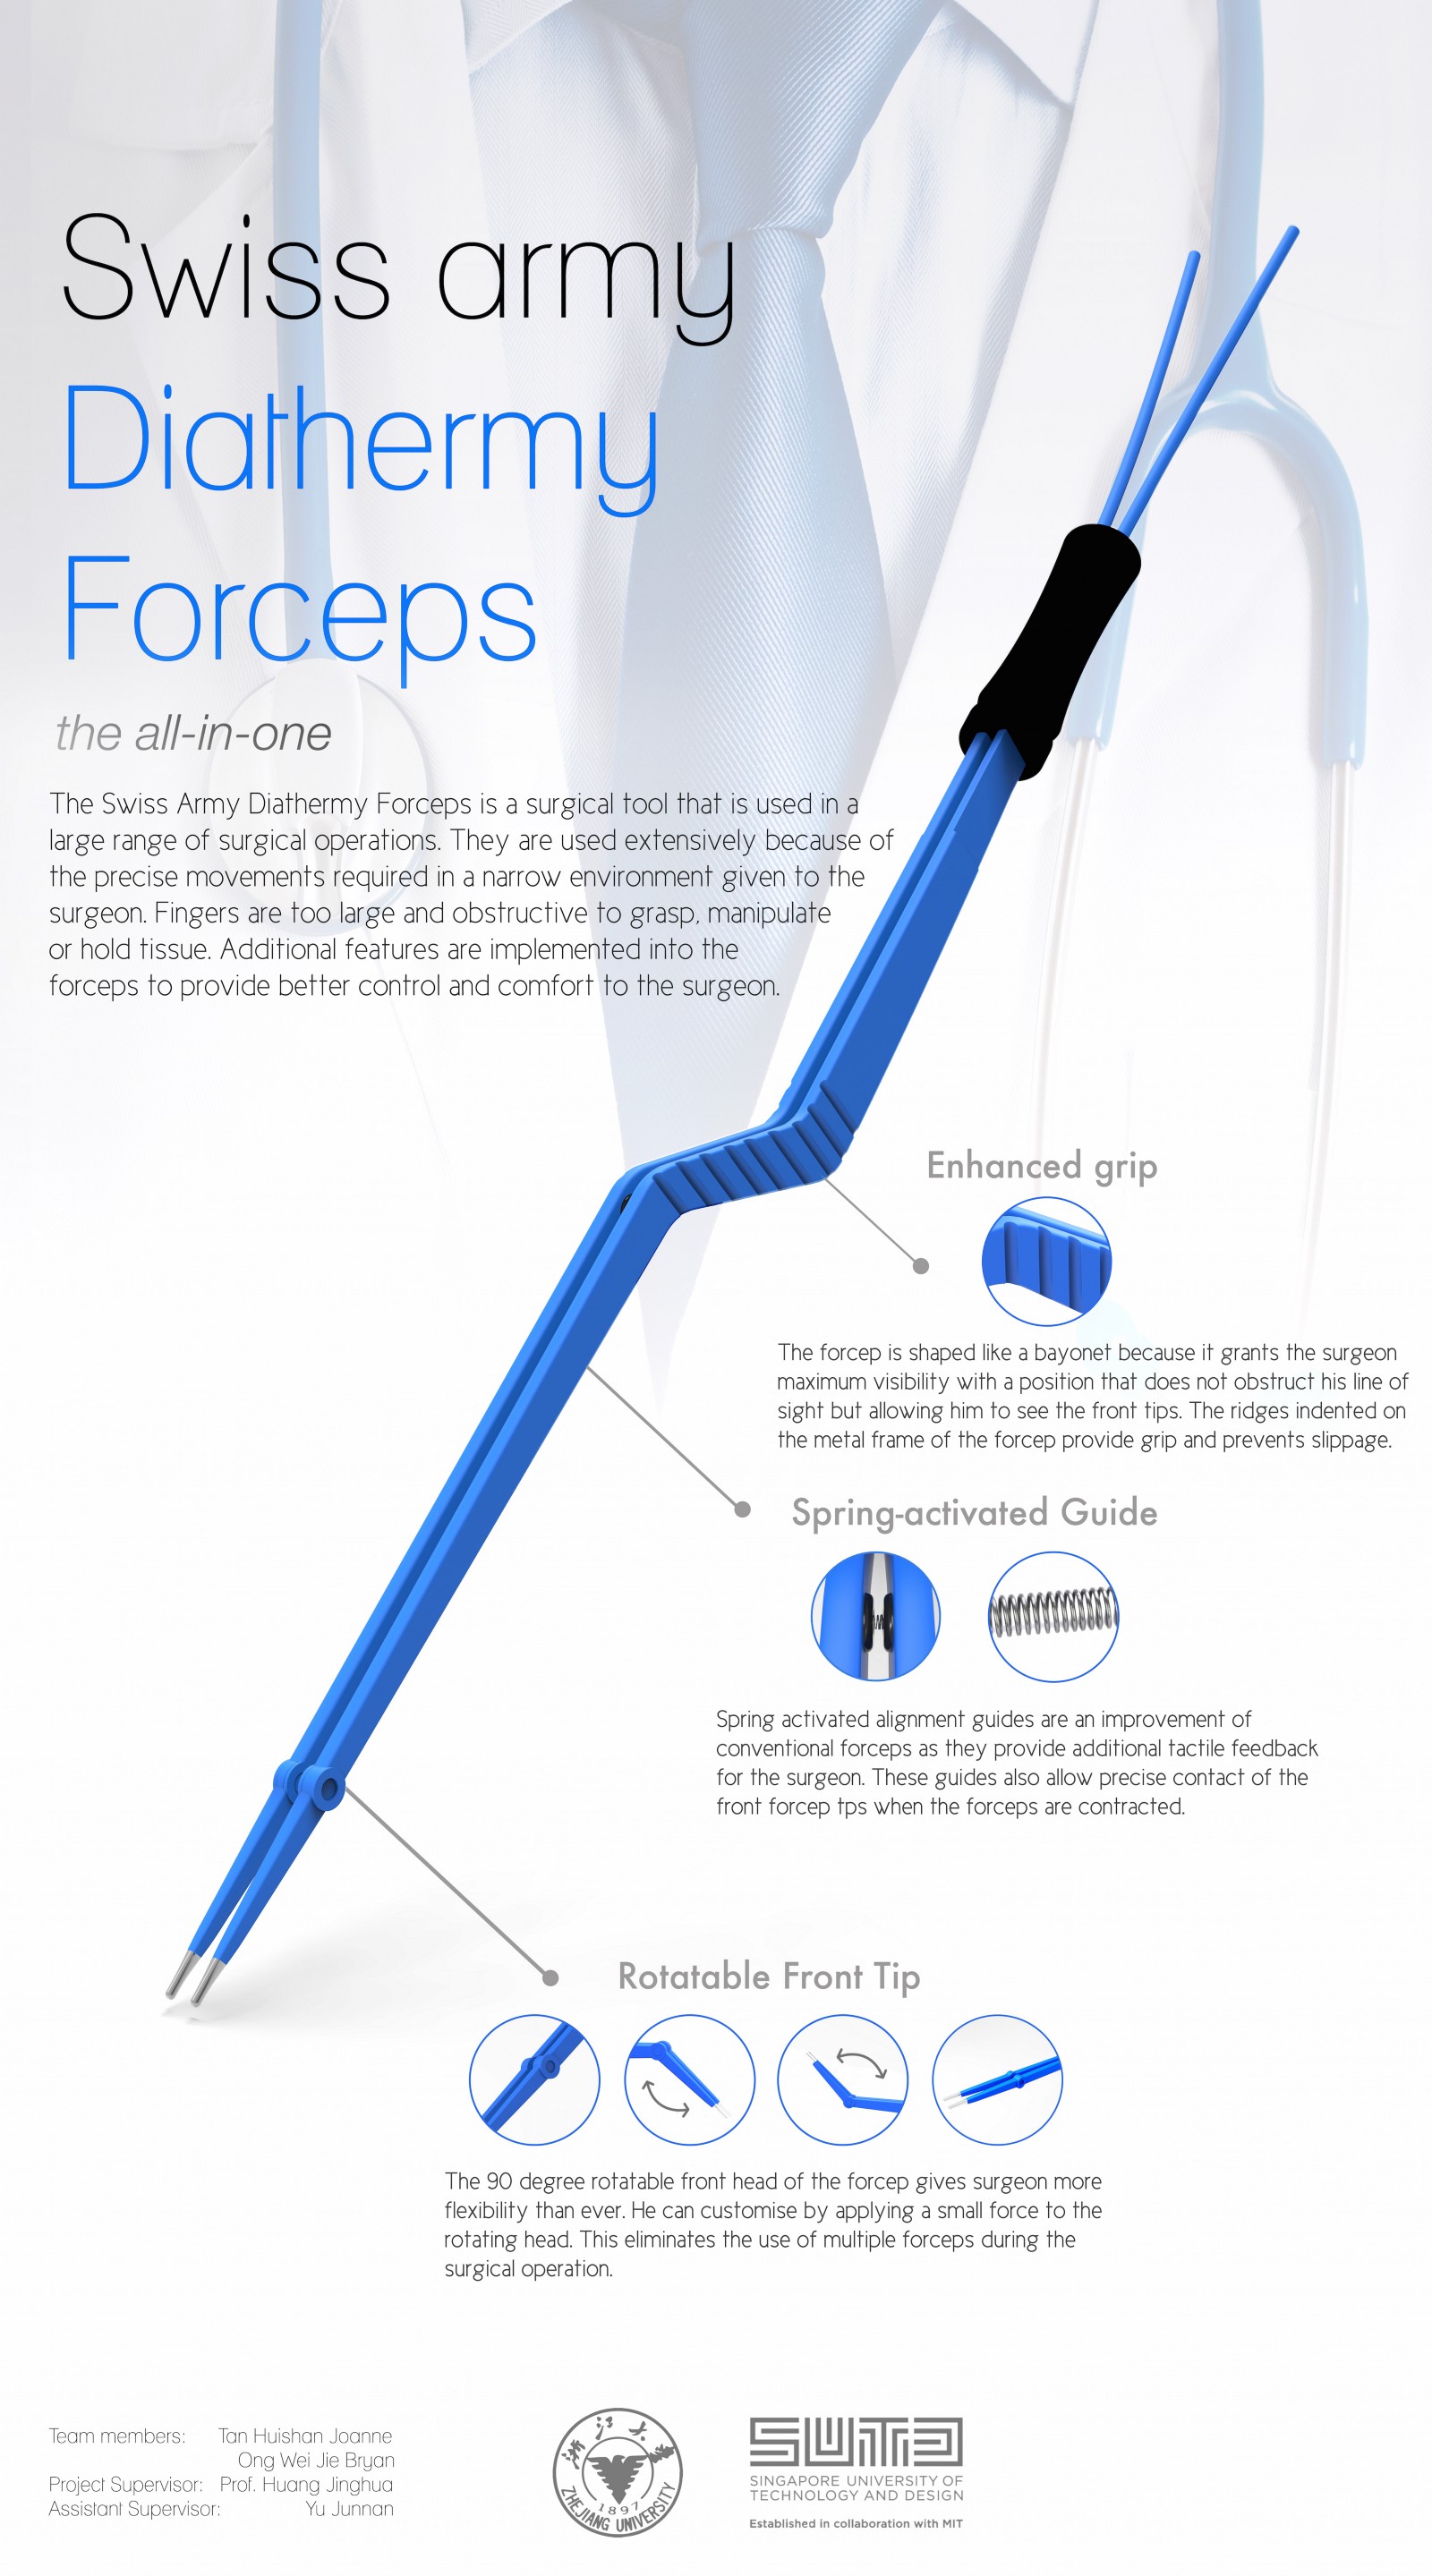 Swiss army
Diathermy
Forceps
the all-in-one
The Swiss Army Diathermy Forceps is a surgical tool that is used in a
large range of surgical operations. They are used extensively because of
the precise movements required in a narrow environment given to the
surgeon. Fingers are too large and obstructive to grasp, manipulate
or hold tissue. Additional features are implemented into the
forceps to provide better control and comfort to the surgeon.
Enhanced grip
The forcep is shaped like a bayonet because it grants the surgeon
maximum visibility with a position that does not obstruct his line of
sight but allowing him to see the front tips. The ridges indented on
the metal frame of the forcep provide grip and prevents slippage.
Spring-activated Guide
Spring activated alignment guides are an improvement of
conventional forceps as they provide additional tactile feedback
for the surgeon. These guides also allow precise contact of the
front forcep tps when the forceps are contracted.
Rotatable Front Tip
The 90 degree rotatable front head of the forcep gives surgeon more
flexibility than ever. He can customise by applying a small force to the
rotating head. This eliminates the use of multiple forceps during the
surgical operation.
Team members: Tan Huishan Joanne
Ong Wei Jie Bryan
Project Supervisor: Prof. Huang Jinghua
Assistant Supervisor: Yu Junnan
浙江大学
1897
ZHEJIANG UNIVERSITY
SUTD
SINGAPORE UNIVERSITY OF
TECHNOLOGY AND DESIGN
Established in collaboration with MIT